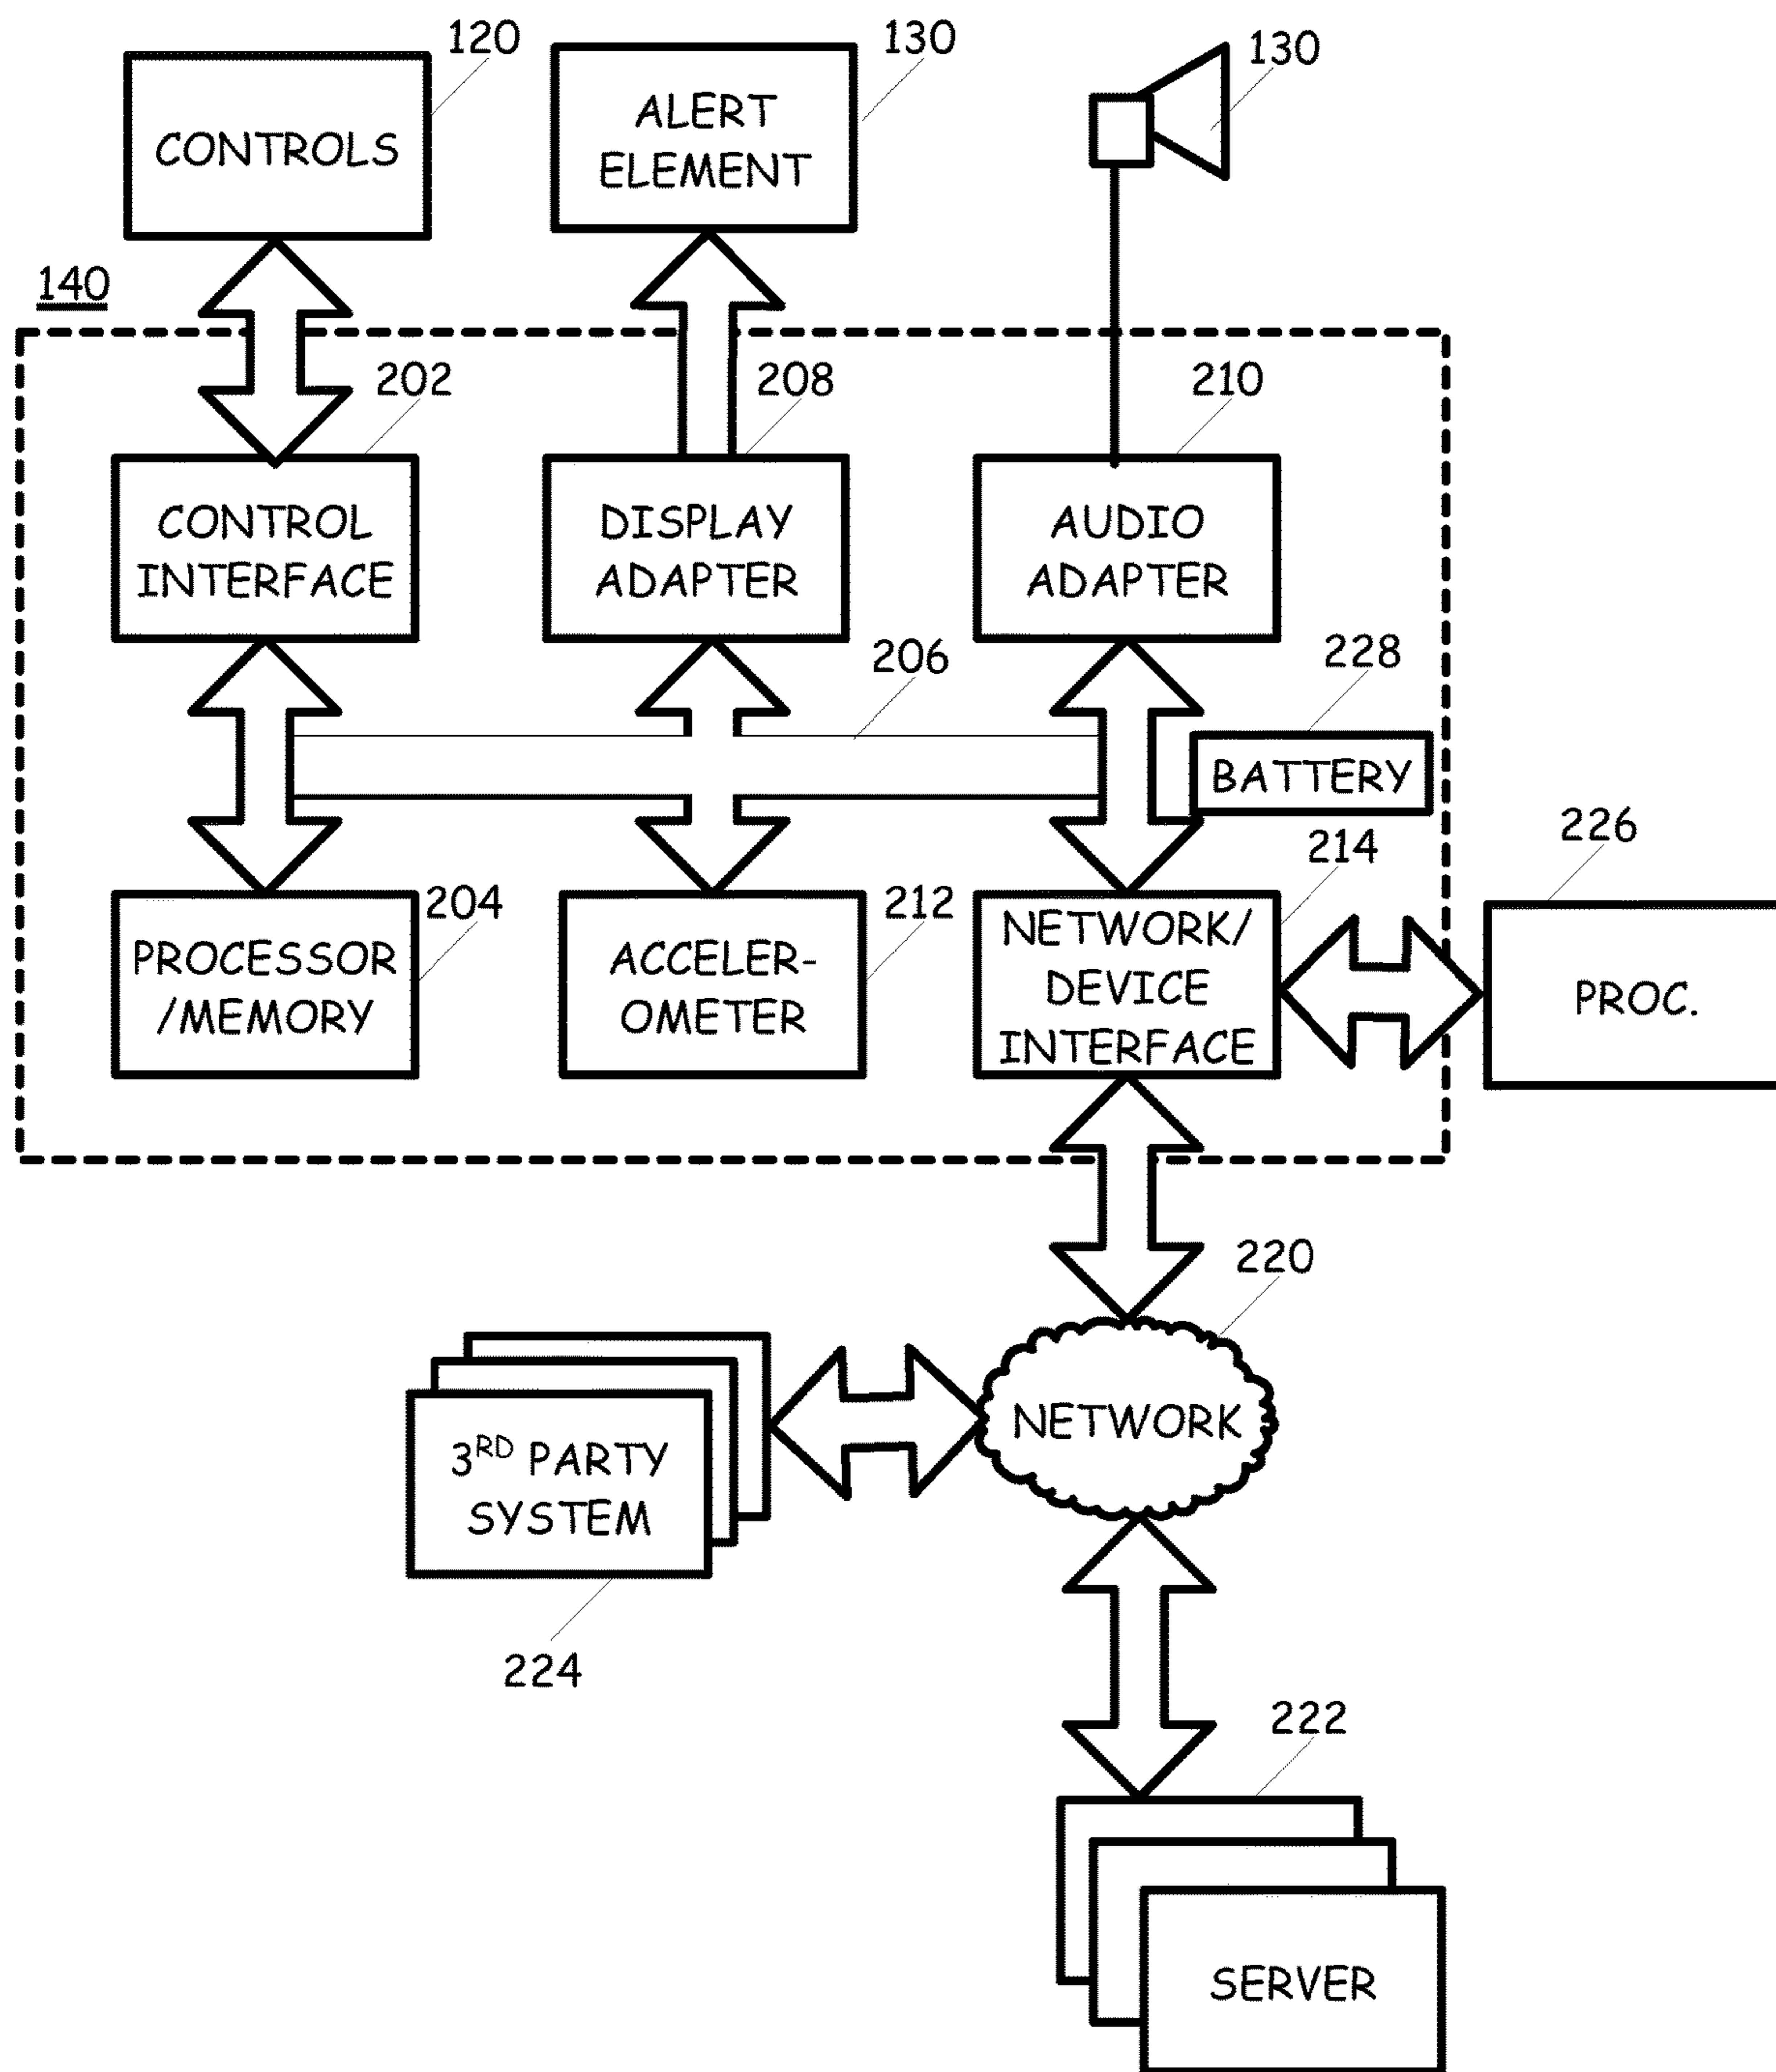 120
130
130
CONTROLS
ALERT
ELEMENT
140
202
208
210
CONTROL
INTERFACE
DISPLAY
ADAPTER
AUDIO
ADAPTER
206
228
BATTERY
226
214
204
212
PROCESSOR
/MEMORY
ACCELER-
OMETER
NETWORK/
DEVICE
INTERFACE
PROC.
220
NETWORK
3RD PARTY
SYSTEM
224
222
SERVER